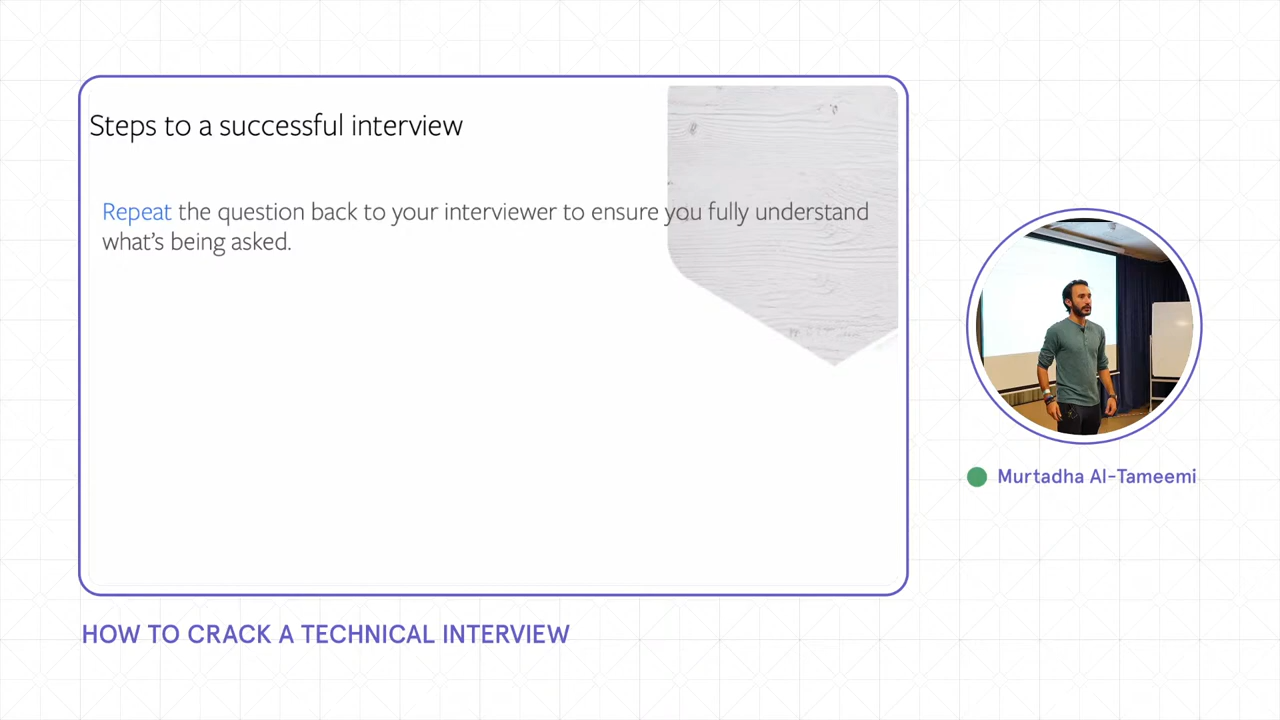 Steps to a successful interview
Repeat the question back to your interviewer to ensure you fully understand
what's being asked.
Murtadha Al-Tameemi
HOW TO CRACK A TECHNICAL INTERVIEW